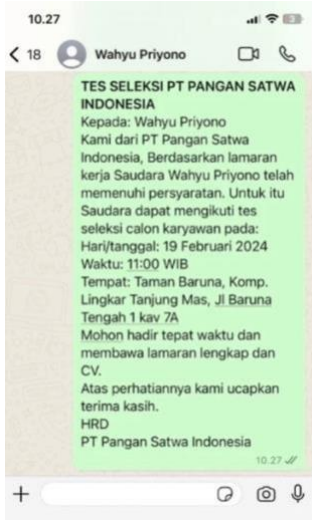 10.27
3
18
Wahyu Priyono
TES SELEKSI PT PANGAN SATWA
INDONESIA
Kepada: Wahyu Priyono
Kami dari PT Pangan Satwa
Indonesia, Berdasarkan lamaran
kerja Saudara Wahyu Priyono telah
memenuhi persyaratan. Untuk itu
Saudara dapat mengikuti tes
seleksi calon karyawan pada:
Hari/tanggal: 19 Februari 2024
Waktu: 11:00 WIB
Tempat: Taman Baruna, Komp.
Lingkar Tanjung Mas, Jl Baruna
Tengah 1 kav 7A
Mohon hadir tepat waktu dan
membawa lamaran lengkap dan
CV.
Atas perhatiannya kami ucapkan
terima kasih.
HRD
PT Pangan Satwa Indonesia
10.27